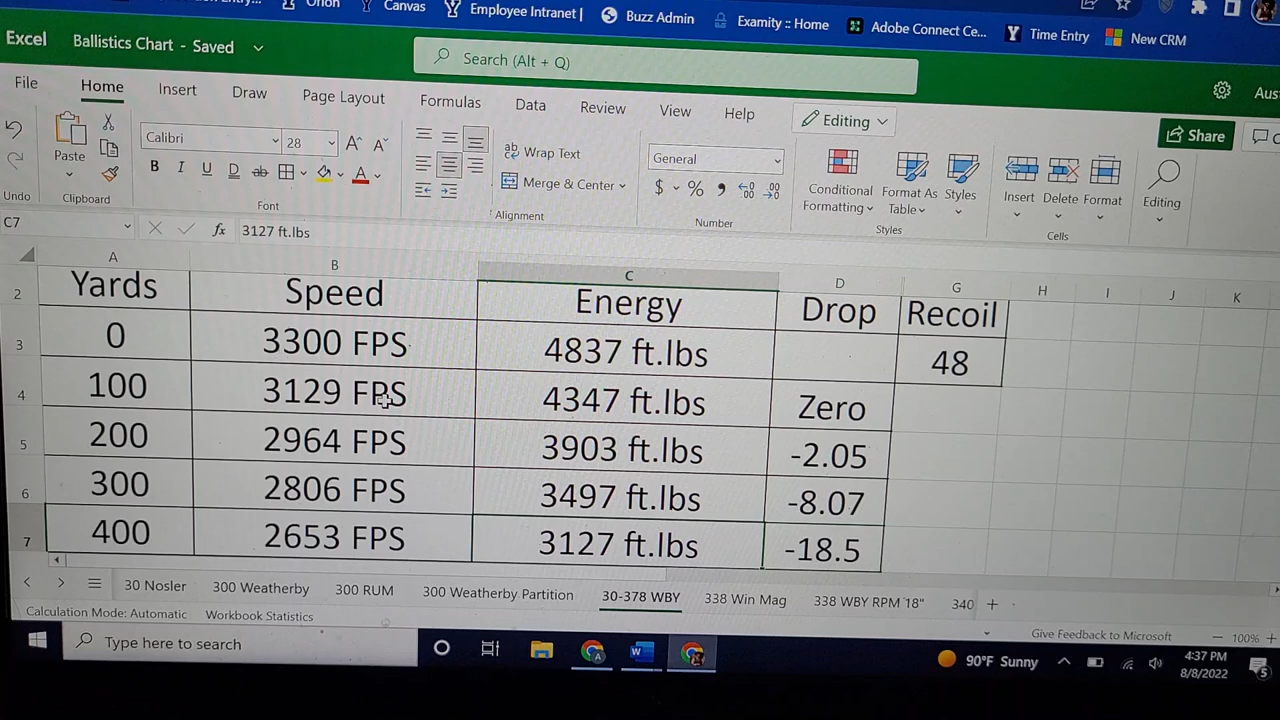 Orion
Canvas
Employee Intranet |
Buzz Admin
Examity :: Home
Adobe Connect Ce...
Time Entry
New CRM
Excel
Ballistics Chart - Saved
Search (Alt + Q)
Aus
File
Home
Insert
Draw
Page Layout
Formulas
Data
Review
View
Help
Editing
Share
Undo
Paste
Clipboard
Calibri
28
B I U D ab
Font
ab Wrap Text
Merge & Center
Alignment
General
$ % 9 .00
Number
Conditional Formatting
Format As Table
Styles
Styles
Insert
Delete
Format
Cells
Editing
C7
fx
3127 ft.lbs
A B C D G H I J K
2 Yards Speed Energy Drop Recoil
3 0 3300 FPS 4837 ft.lbs 48
4 100 3129 FPS 4347 ft.lbs Zero
5 200 2964 FPS 3903 ft.lbs -2.05
6 300 2806 FPS 3497 ft.lbs -8.07
7 400 2653 FPS 3127 ft.lbs -18.5
30 Nosler
300 Weatherby
300 RUM
300 Weatherby Partition
30-378 WBY
338 Win Mag
338 WBY RPM 18"
340
Calculation Mode: Automatic
Workbook Statistics
Give Feedback to Microsoft
100%
Type here to search
90°F Sunny
4:37 PM
8/8/2022
5